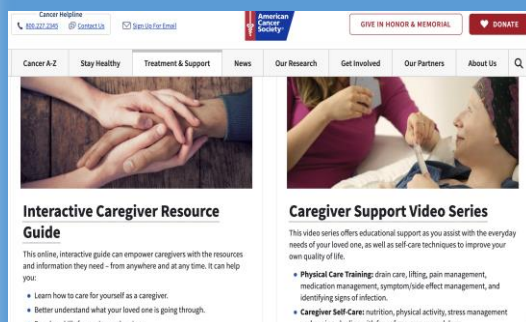 Cancer Helpline
800.227.2345 Contact Us Sign Up For Email
American
Cancer
Society
GIVE IN HONOR & MEMORIAL
DONATE
Cancer A-Z Stay Healthy Treatment & Support News Our Research Get Involved Our Partners About Us
Interactive Caregiver Resource
Guide
This online, interactive guide can empower caregivers with the resources
and information they need – from anywhere and at any time. It can help
you:
• Learn how to care for yourself as a caregiver.
• Better understand what your loved one is going through.
Caregiver Support Video Series
This video series offers educational support as you assist with the everyday
needs of your loved one, as well as self-care techniques to improve your
own quality of life.
• Physical Care Training: drain care, lifting, pain management,
medication management, symptom/side effect management, and
identifying signs of infection.
• Caregiver Self-Care: nutrition, physical activity, stress management